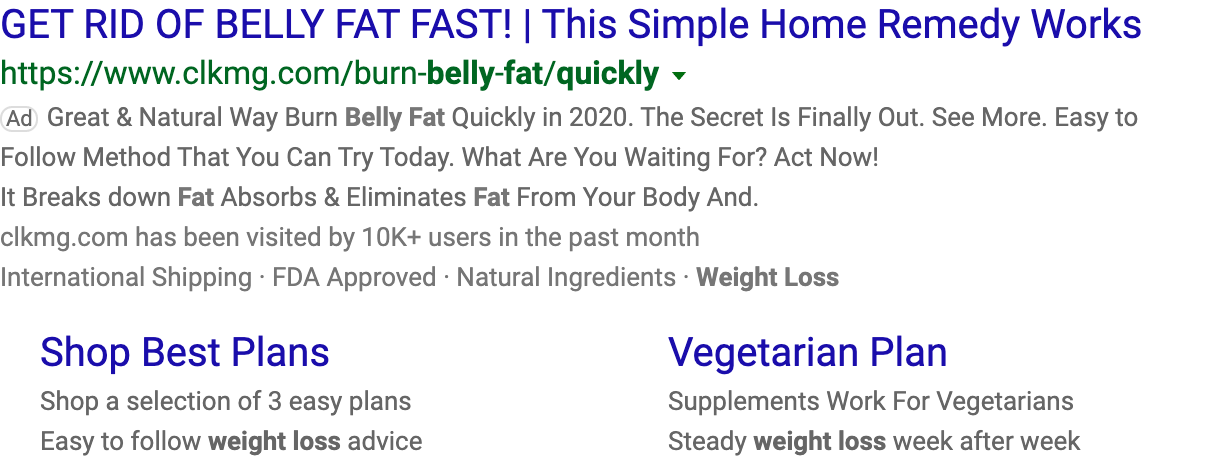 GET RID OF BELLY FAT FAST! | This Simple Home Remedy Works
https://www.clkmg.com/burn-belly-fat/quickly
Ad Great & Natural Way Burn Belly Fat Quickly in 2020. The Secret Is Finally Out. See More. Easy to
Follow Method That You Can Try Today. What Are You Waiting For? Act Now!
It Breaks down Fat Absorbs & Eliminates Fat From Your Body And.
clkmg.com has been visited by 10K+ users in the past month
International Shipping · FDA Approved · Natural Ingredients · Weight Loss
Shop Best Plans
Shop a selection of 3 easy plans
Easy to follow weight loss advice
Vegetarian Plan
Supplements Work For Vegetarians
Steady weight loss week after week